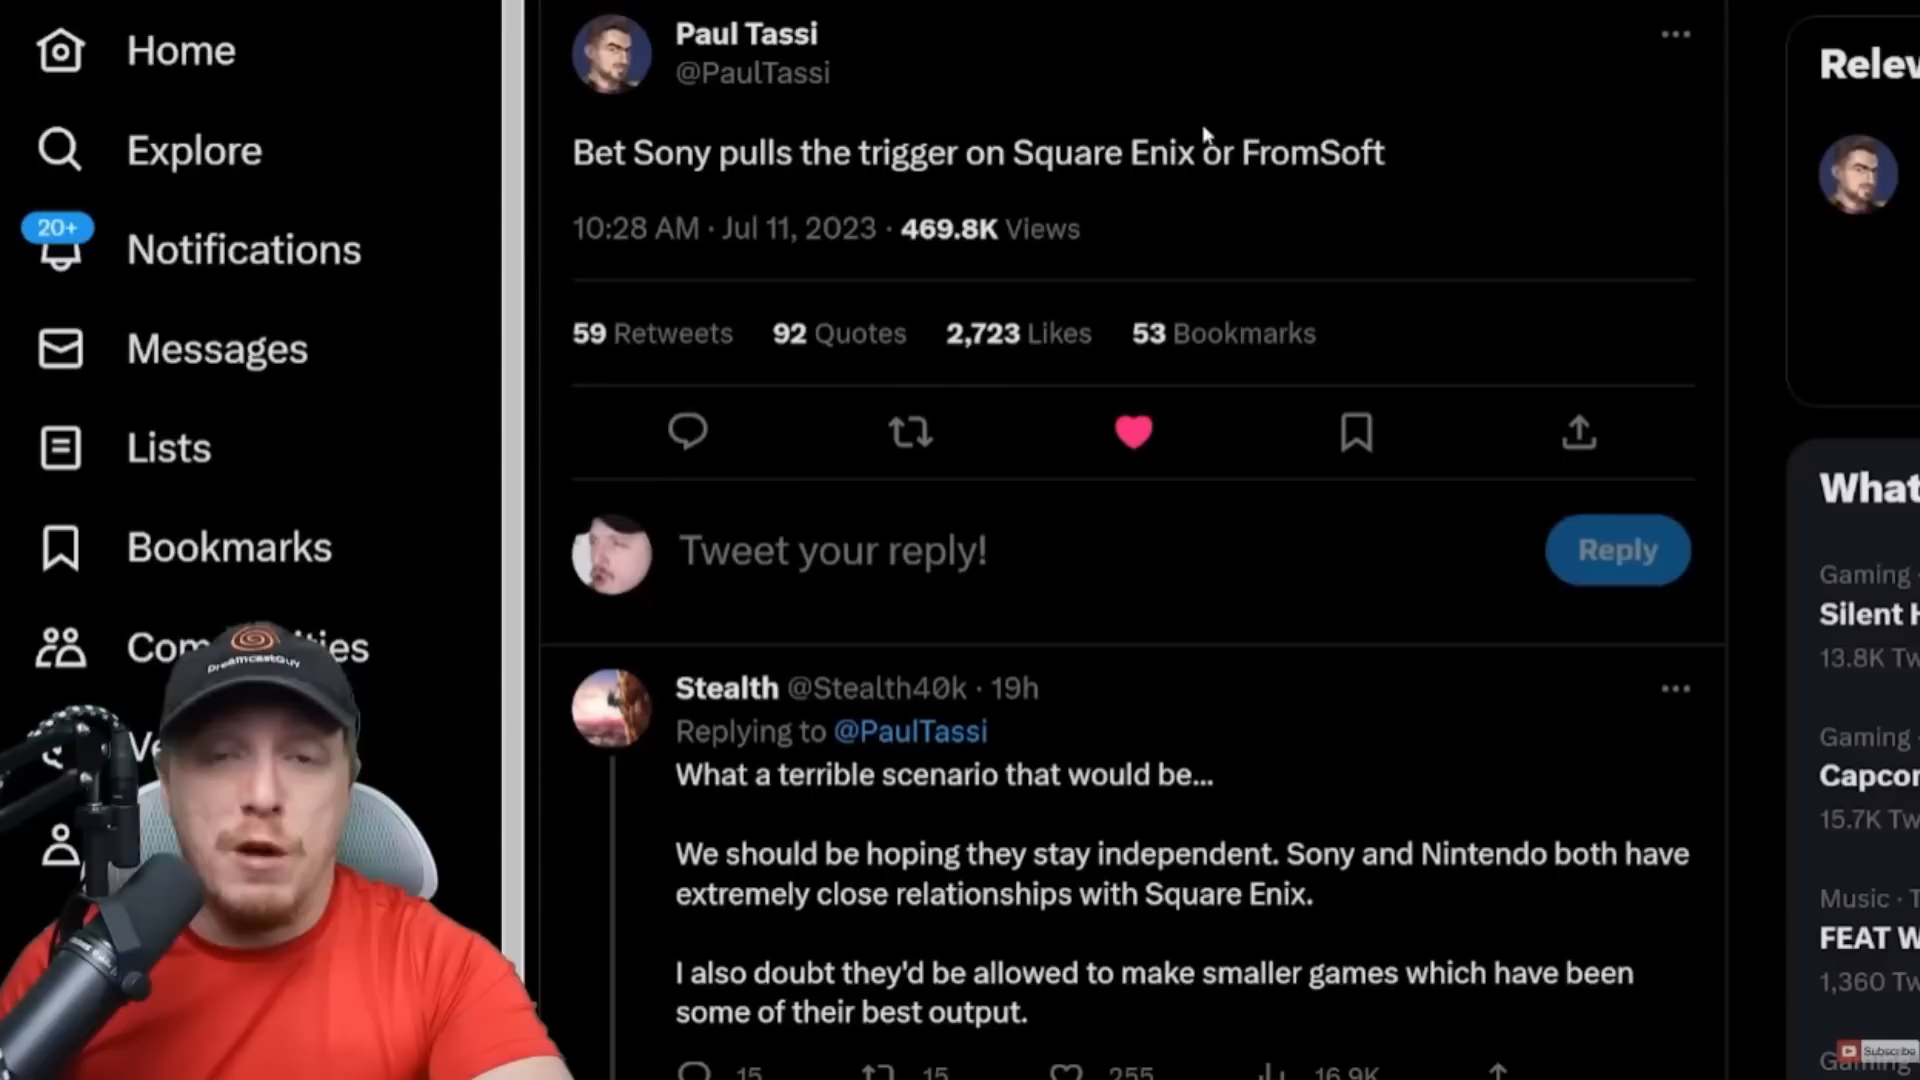 Home
Explore
20+
Notifications
Messages
Lists
Bookmarks
DreamcastGuy
Paul Tassi
@PaulTassi
Bet Sony pulls the trigger on Square Enix or FromSoft
10:28 AM · Jul 11, 2023 · 469.8K Views
59 Retweets 92 Quotes 2,723 Likes 53 Bookmarks
Tweet your reply!
Reply
Stealth @Stealth40k · 19h
Replying to @PaulTassi
What a terrible scenario that would be...
We should be hoping they stay independent. Sony and Nintendo both have
extremely close relationships with Square Enix.
I also doubt they'd be allowed to make smaller games which have been
some of their best output.
15 15 255 16.9K
What
Gaming ·
Silent H
13.8K Tw
Gaming ·
Capcom
15.7K Tw
Music · T
FEAT W
1,360 Tw
Subscribe